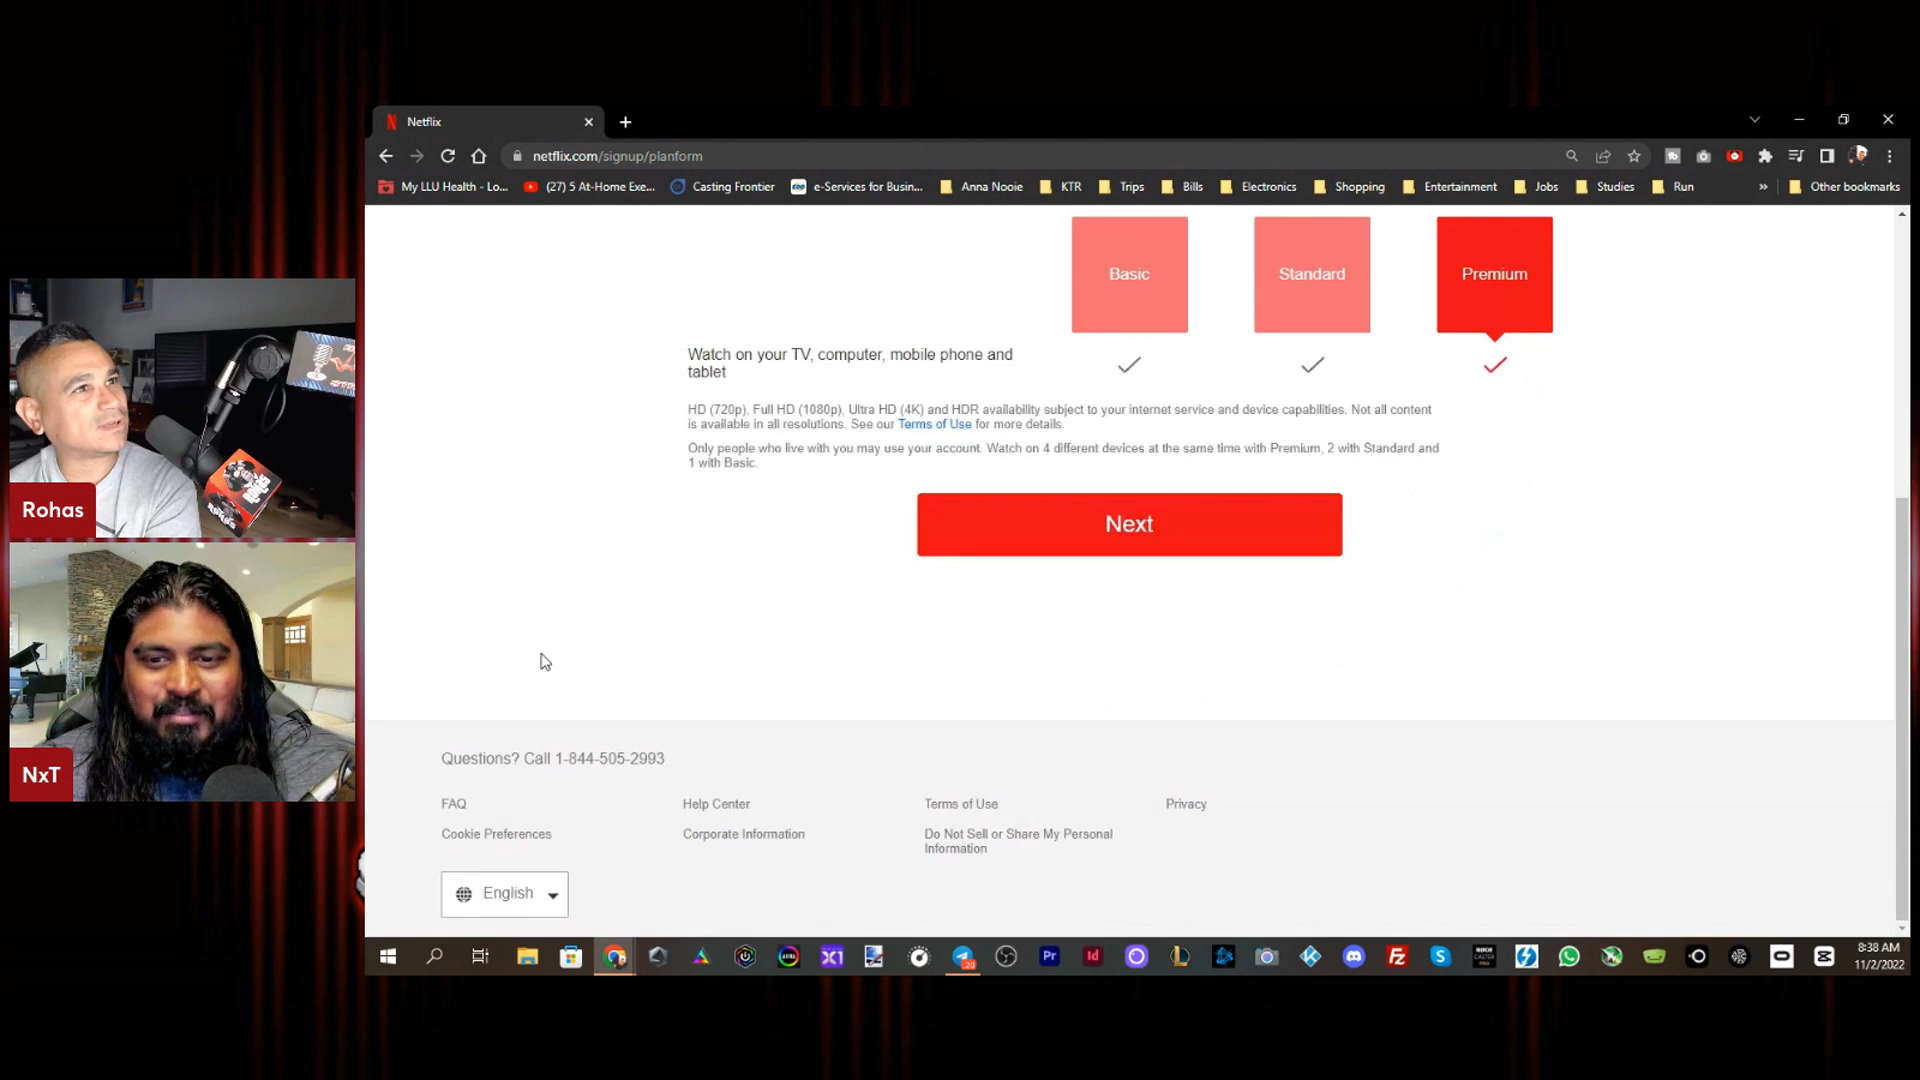 Netflix
netflix.com/signup/planform
My LLU Health - Lo...
(27) 5 At-Home Exe...
Casting Frontier
e-Services for Busin...
Anna Nooie
KTR
Trips
Bills
Electronics
Shopping
Entertainment
Jobs
Studies
Run
»
Other bookmarks
Basic
Standard
Premium
Watch on your TV, computer, mobile phone and
tablet
HD (720p), Full HD (1080p), Ultra HD (4K) and HDR availability subject to your internet service and device capabilities. Not all content
is available in all resolutions. See our Terms of Use for more details.
Only people who live with you may use your account. Watch on 4 different devices at the same time with Premium, 2 with Standard and
1 with Basic.
Next
Rohas
NxT
Questions? Call 1-844-505-2993
FAQ
Help Center
Terms of Use
Privacy
Cookie Preferences
Corporate Information
Do Not Sell or Share My Personal
Information
English
X1
20
Pr
Id
Fz
8:38 AM
11/2/2022